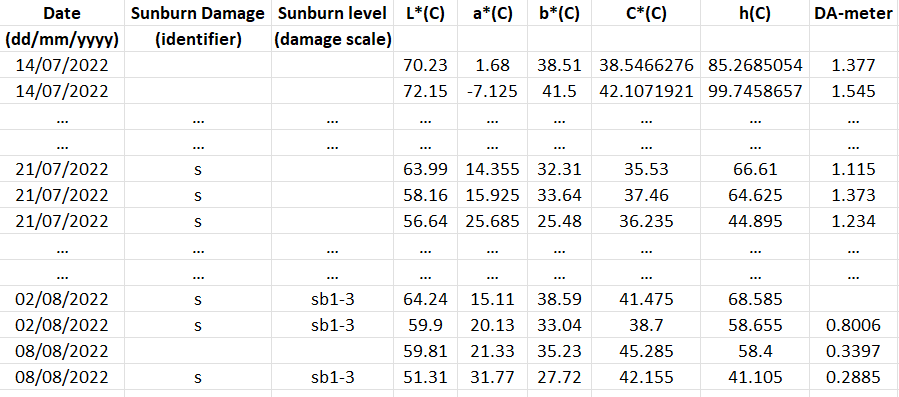 Date Sunburn Damage Sunburn level L*(C) a*(C) b*(C) C*(C) h(C) DA-meter
(dd/mm/yyyy) (identifier) (damage scale)
14/07/2022 70.23 1.68 38.51 38.5466276 85.2685054 1.377
14/07/2022 72.15 -7.125 41.5 42.1071921 99.7458657 1.545
... ... ... ... ... ... ... ... ...
... ... ... ... ... ... ... ... ...
21/07/2022 s 63.99 14.355 32.31 35.53 66.61 1.115
21/07/2022 s 58.16 15.925 33.64 37.46 64.625 1.373
21/07/2022 s 56.64 25.685 25.48 36.235 44.895 1.234
... ... ... ... ... ... ... ... ...
... ... ... ... ... ... ... ... ...
02/08/2022 s sb1-3 64.24 15.11 38.59 41.475 68.585
02/08/2022 s sb1-3 59.9 20.13 33.04 38.7 58.655 0.8006
08/08/2022 59.81 21.33 35.23 45.285 58.4 0.3397
08/08/2022 s sb1-3 51.31 31.77 27.72 42.155 41.105 0.2885